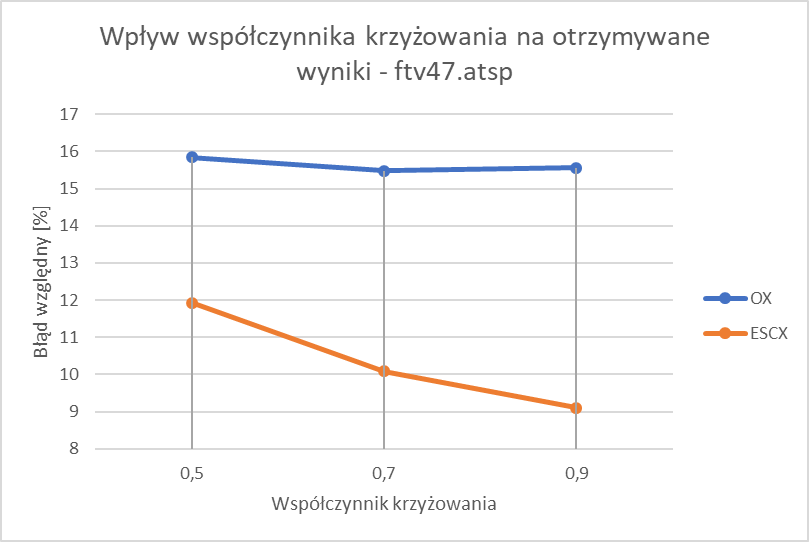 Wpływ współczynnika krzyżowania na otrzymywane
wyniki - ftv47.atsp
17
16
15
14
13
12
11
10
9
8
Błąd względny [%]
0,5
0,7
0,9
Współczynnik krzyżowania
OX
ESCX